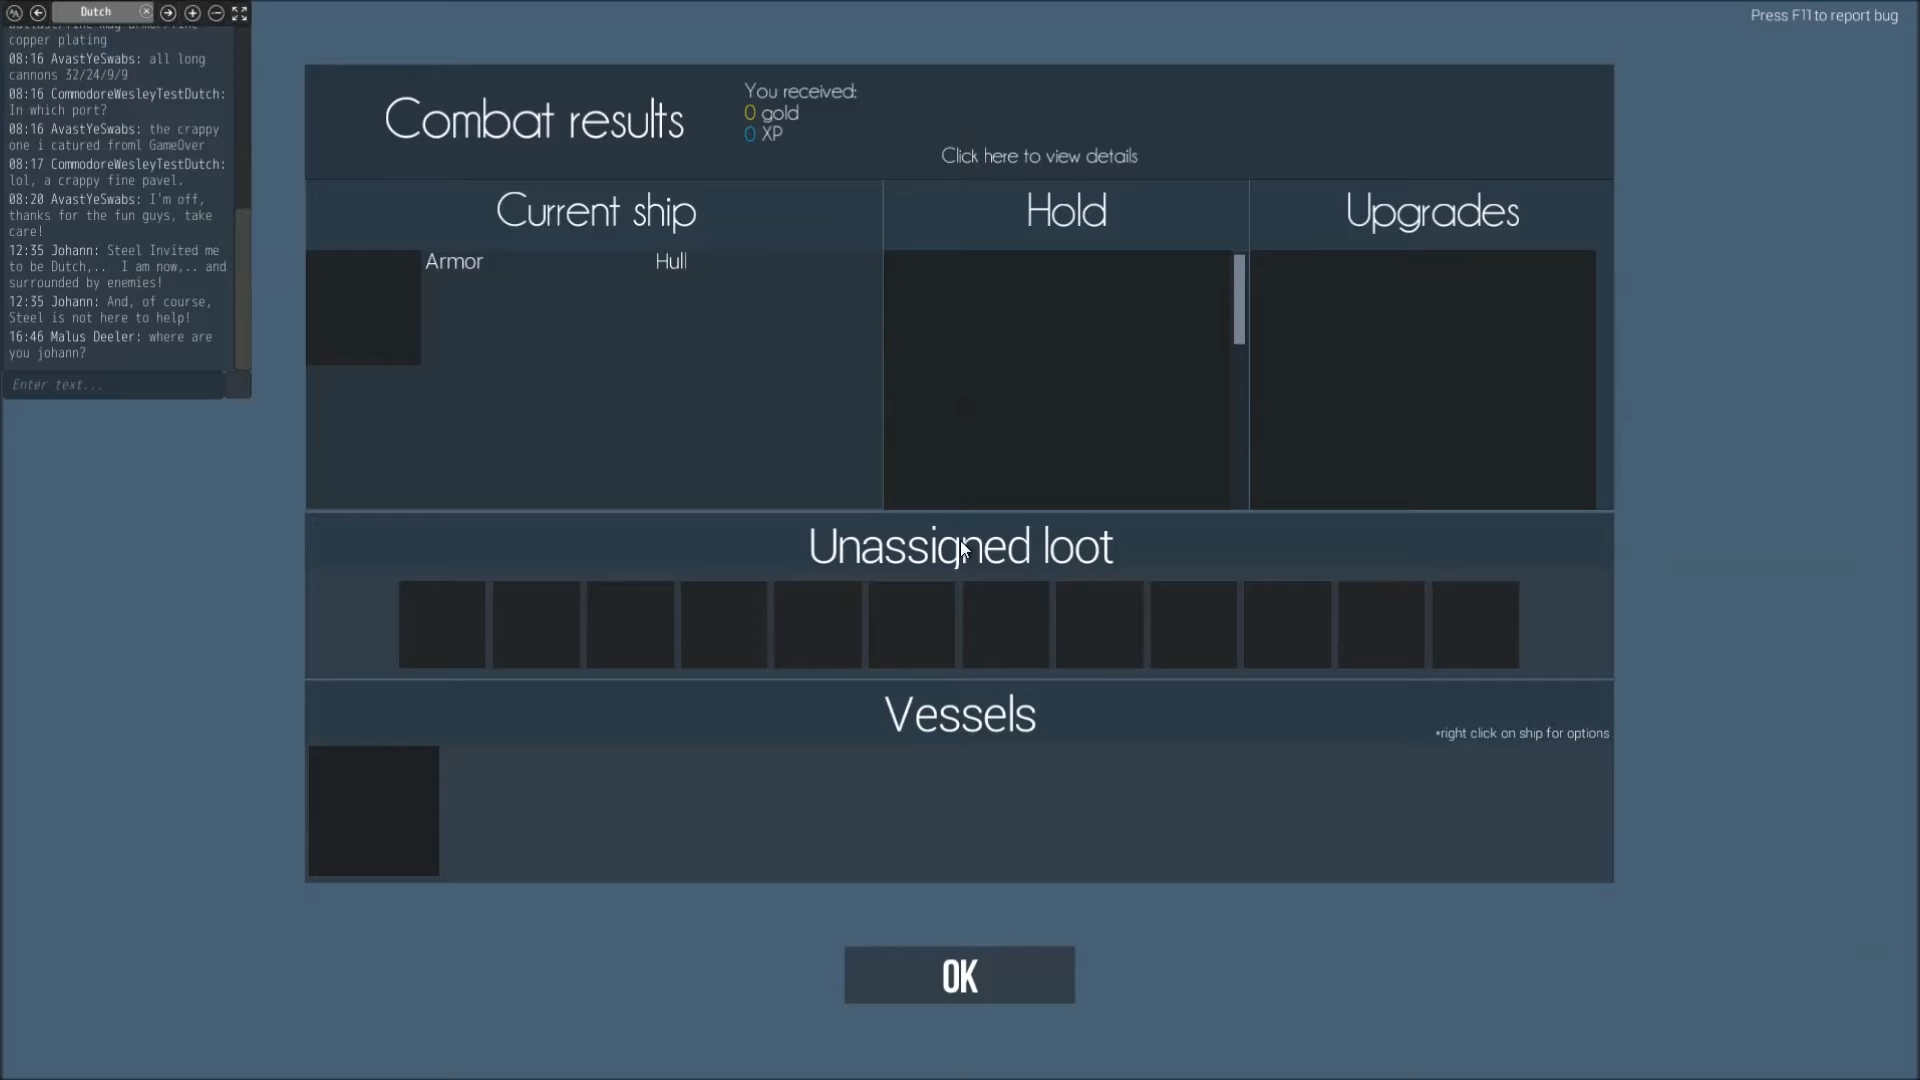 Dutch
Press F11 to report bug
copper plating
08:16 AvastYeSwabs: all long
cannons 32/24/9/9
08:16 CommodoreWesleyTestDutch:
In which port?
08:16 AvastYeSwabs: the crappy
one i catured froml GameOver
08:17 CommodoreWesleyTestDutch:
lol, a crappy fine pavel.
08:20 AvastYeSwabs: I'm off,
thanks for the fun guys, take
care!
12:35 Johann: Steel Invited me
to be Dutch,.. I am now,.. and
surrounded by enemies!
12:35 Johann: And, of course,
Steel is not here to help!
16:46 Malus Deeler: where are
you johann?
Enter text...
Combat results
You received:
0 gold
0 XP
Click here to view details
Current ship
Hold
Upgrades
Armor
Hull
Unassigned loot
Vessels
*right click on ship for options
OK